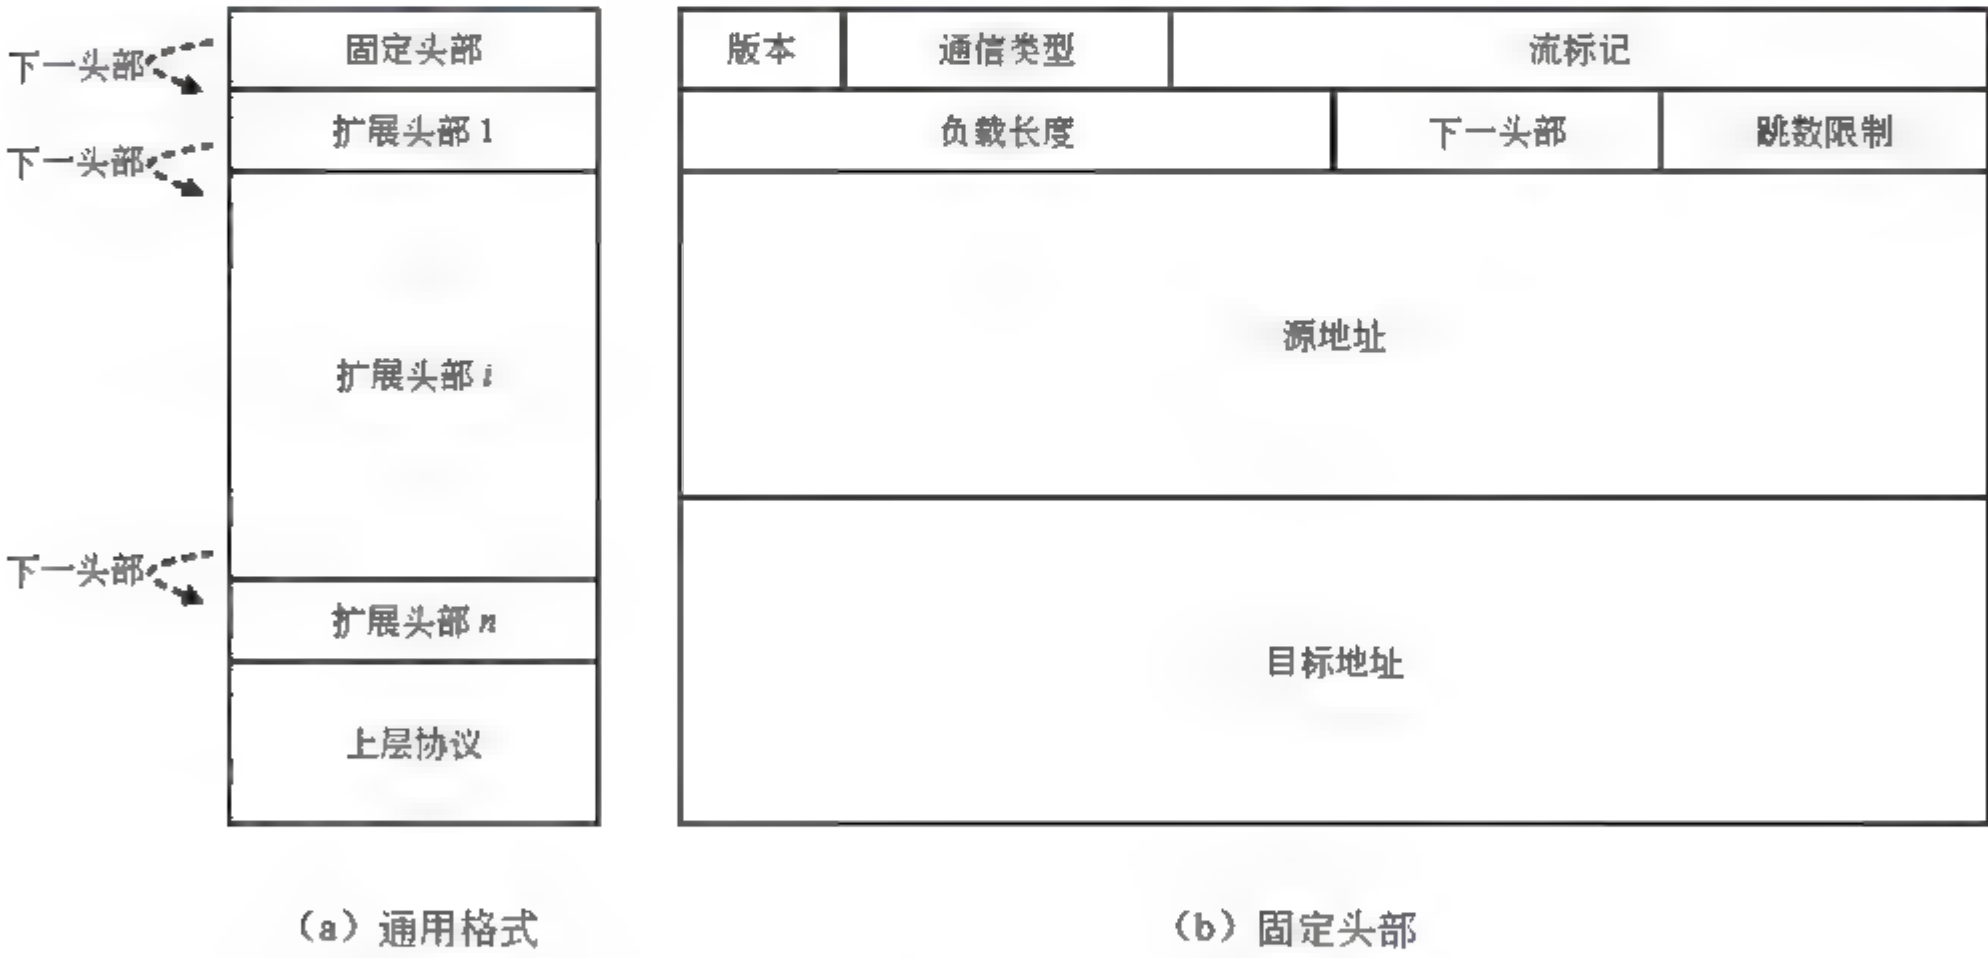 下一头部
固定头部
下一头部
扩展头部 1
扩展头部 i
下一头部
扩展头部 n
上层协议
(a) 通用格式
版本 通信类型 流标记
负载长度 下一头部 跳数限制
源地址
目标地址
(b) 固定头部